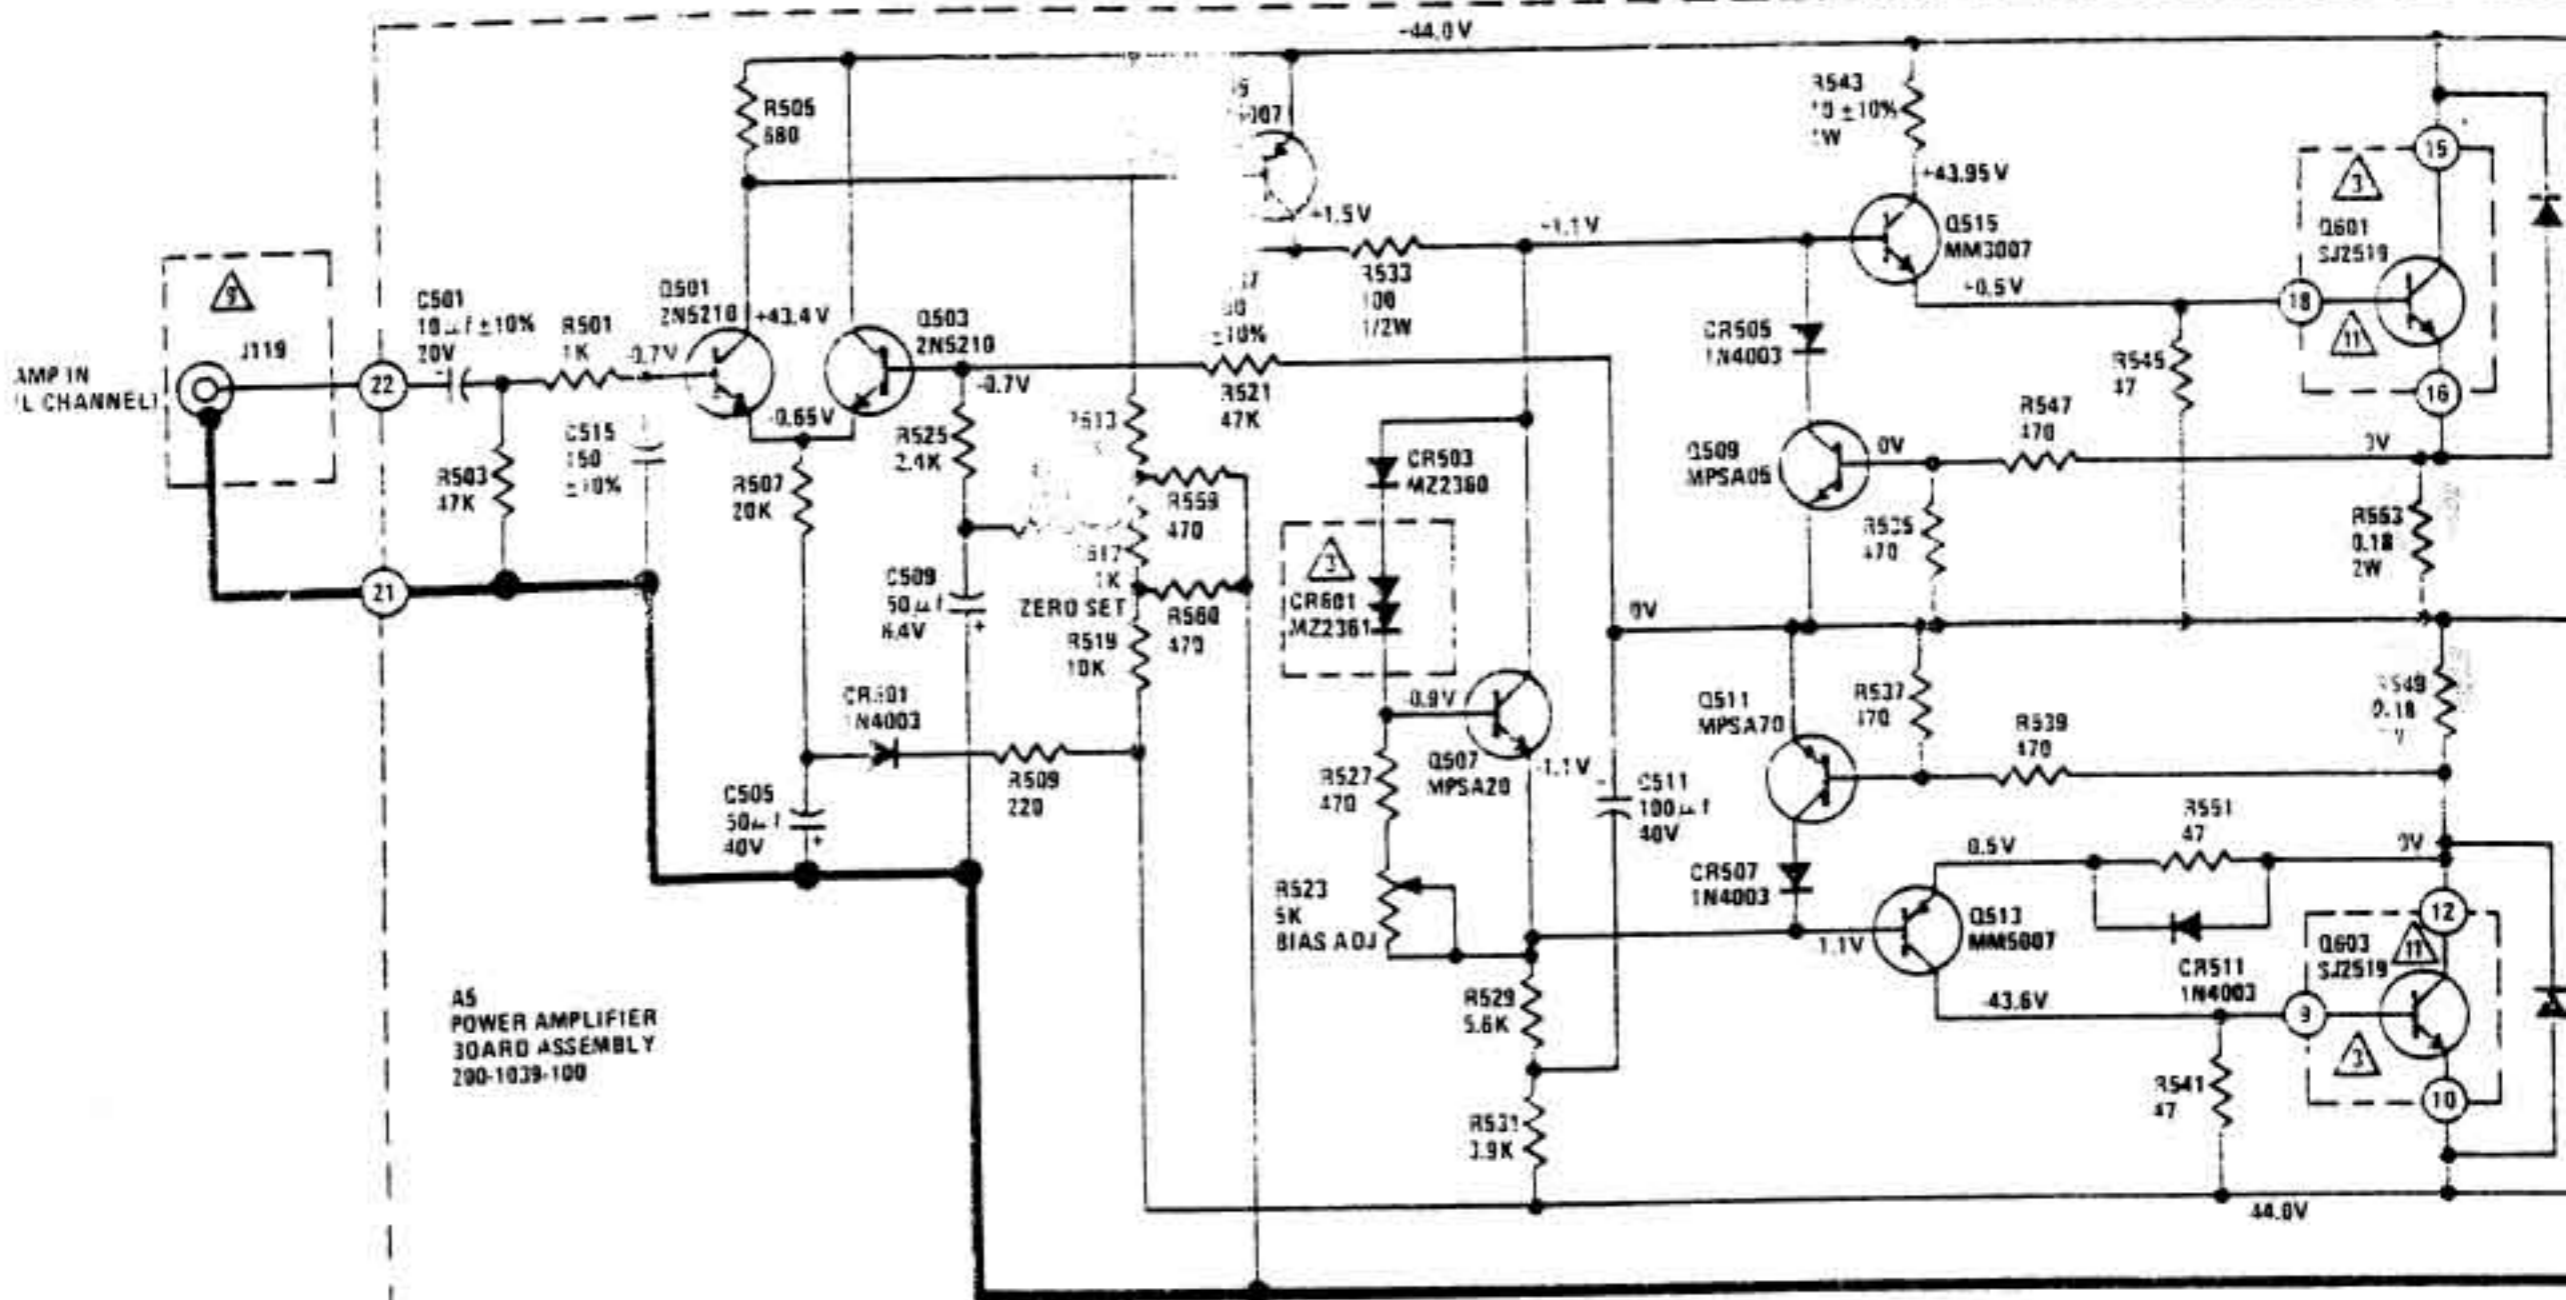 -44.0V
R505
680
R543
±10%
+43.95V
15
3
Q601
SJ2519
+1.5V
-1.1V
Q515
MM3007
9
J119
C501
10µf ±10%
20V
R501
1K
Q501
2N5210
+43.4V
Q503
2N5210
±10%
R533
100
1/2W
-0.5V
18
11
CR505
1N4003
R545
47
AMP IN
(L CHANNEL)
22
-0.7V
-0.7V
R521
47K
16
-0.65V
R525
2.4K
C515
150
±10%
R503
47K
R507
20K
R559
470
CR503
MZ2360
Q509
MPSA05
0V
R547
470
0V
R535
470
R553
0.18
2W
21
C509
50µf
6.4V
1K
ZERO SET
R560
470
3
CR601
MZ2361
0V
R519
10K
CR501
1N4003
-0.9V
Q511
MPSA70
R537
470
R539
470
0.18
R509
220
R527
470
Q507
MPSA20
-1.1V
C511
100µf
40V
C505
50µf
40V
R551
47
0.5V
0V
CR507
1N4003
R523
5K
BIAS ADJ
1.1V
Q513
MM5007
12
Q603
SJ2519
11
CR511
1N4003
-43.6V
9
3
R529
5.6K
A5
POWER AMPLIFIER
BOARD ASSEMBLY
200-1039-100
R541
47
10
R531
3.9K
44.0V